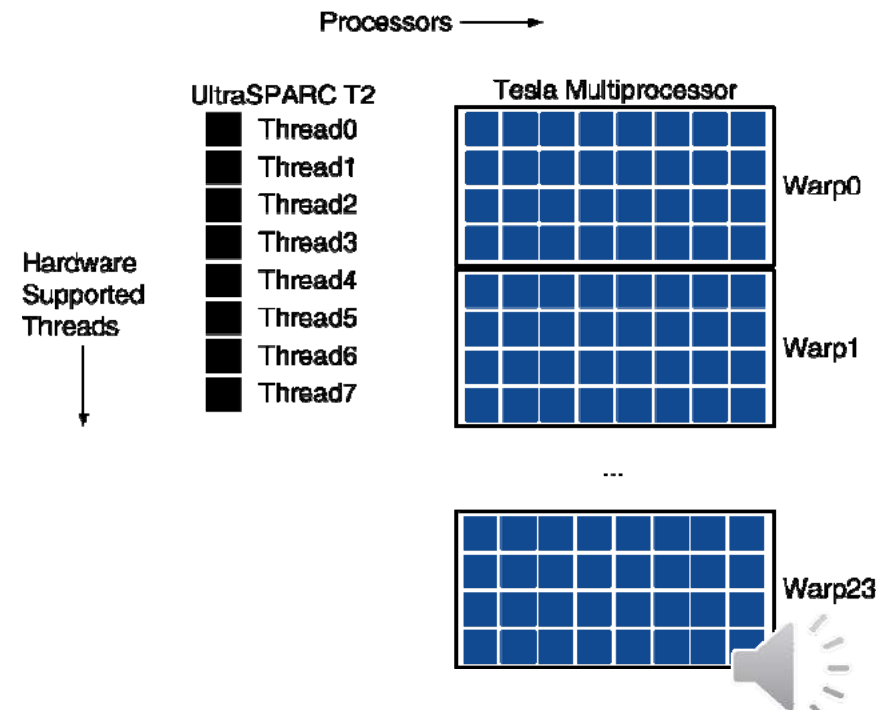 Processors
UltraSPARC T2
Tesla Multiprocessor
Thread0
Thread1
Thread2
Thread3
Thread4
Thread5
Thread6
Thread7
Hardware
Supported
Threads
Warp0
Warp1
...
Warp23